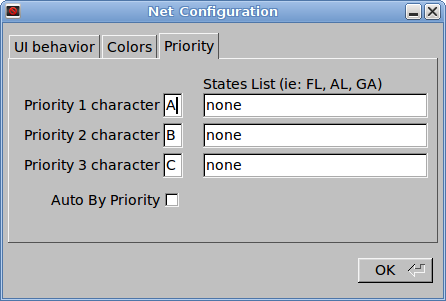 Net Configuration
UI behavior Colors Priority
States List (ie: FL, AL, GA)
Priority 1 character A none
Priority 2 character B none
Priority 3 character C none
Auto By Priority
OK